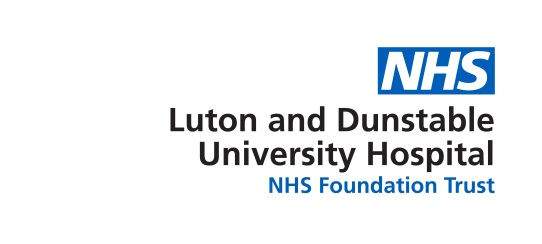 NHS
Luton and Dunstable
University Hospital
NHS Foundation Trust